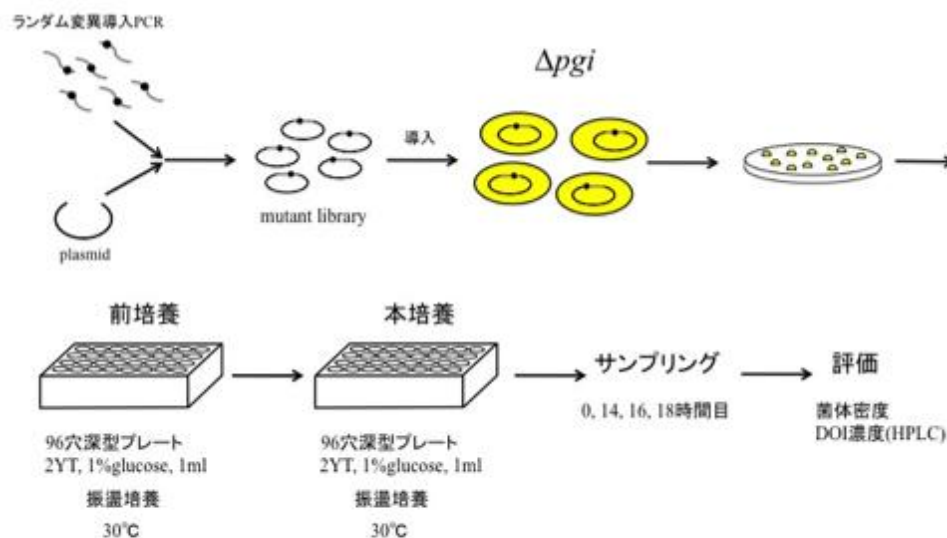 ランダム変異導入PCR
Δpgi
導入
mutant library
plasmid
前培養
本培養
サンプリング
評価
0, 14, 16, 18時間目
菌体密度
DOI濃度(HPLC)
96穴深型プレート
2YT, 1%glucose, 1ml
振盪培養
30℃
96穴深型プレート
2YT, 1%glucose, 1ml
振盪培養
30℃